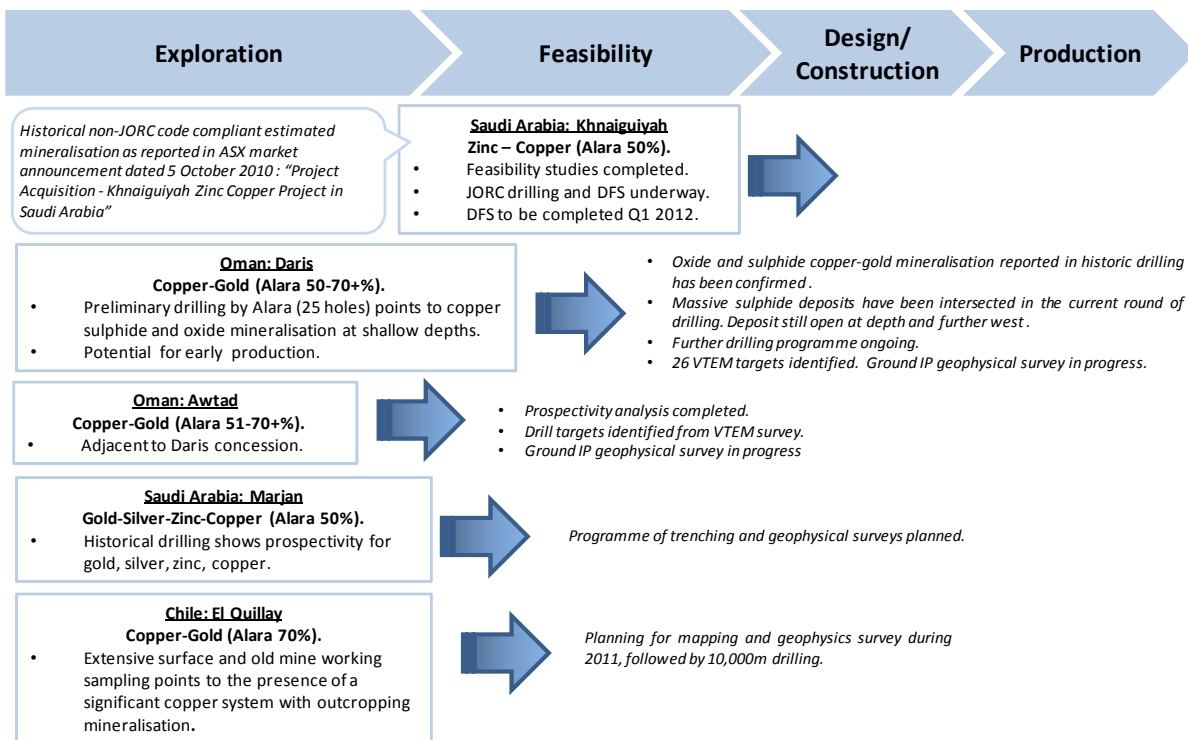 Exploration
Feasibility
Design/
Construction
Production
Historical non-JORC code compliant estimated
mineralisation as reported in ASX market
announcement dated 5 October 2010 : “Project
Acquisition - Khnaiguiyah Zinc Copper Project in
Saudi Arabia”
Saudi Arabia: Khnaiguiyah
Zinc – Copper (Alara 50%).
• Feasibility studies completed.
• JORC drilling and DFS underway.
• DFS to be completed Q1 2012.
Oman: Daris
Copper-Gold (Alara 50-70+%).
• Preliminary drilling by Alara (25 holes) points to copper
sulphide and oxide mineralisation at shallow depths.
• Potential for early production.
• Oxide and sulphide copper-gold mineralisation reported in historic drilling
has been confirmed .
• Massive sulphide deposits have been intersected in the current round of
drilling. Deposit still open at depth and further west .
• Further drilling programme ongoing.
• 26 VTEM targets identified. Ground IP geophysical survey in progress.
Oman: Awtad
Copper-Gold (Alara 51-70+%).
• Adjacent to Daris concession.
• Prospectivity analysis completed.
• Drill targets identified from VTEM survey.
• Ground IP geophysical survey in progress
Saudi Arabia: Marjan
Gold-Silver-Zinc-Copper (Alara 50%).
• Historical drilling shows prospectivity for
gold, silver, zinc, copper.
Programme of trenching and geophysical surveys planned.
Chile: El Quillay
Copper-Gold (Alara 70%).
• Extensive surface and old mine working
sampling points to the presence of a
significant copper system with outcropping
mineralisation.
Planning for mapping and geophysics survey during
2011, followed by 10,000m drilling.